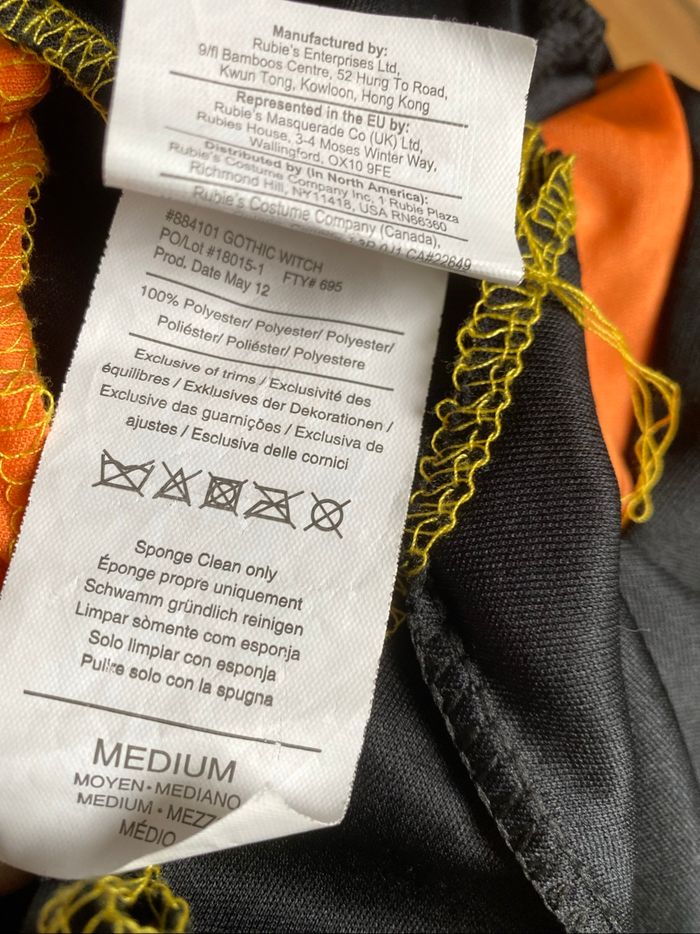 Manufactured by:
Rubie's Enterprises Ltd,
9/fl Bamboos Centre, 52 Hung To Road,
Kwun Tong, Kowloon, Hong Kong
Represented in the EU by:
Rubie's Masquerade Co (UK) Ltd,
Rubies House, 3-4 Moses Winter Way,
Wallingford, OX10 9FE
Distributed by (In North America):
Rubie's Costume Company Inc, 1 Rubie Plaza
Richmond Hill, NY11418, USA RN66360
Rubie's Costume Company (Canada),
CA#22649
#884101 GOTHIC WITCH
PO/Lot #18015-1 FTY# 695
Prod. Date May 12
100% Polyester/ Polyester/ Polyester/
Poliéster/ Poliéster/ Polyestere
Exclusive of trims / Exclusivité des
équilibres / Exklusives der Dekorationen /
Exclusive das guarnições / Exclusiva de
ajustes / Esclusiva delle cornici
Sponge Clean only
Éponge propre uniquement
Schwamm gründlich reinigen
Limpar sòmente com esponja
Solo limpiar con esponja
Pulire solo con la spugna
MEDIUM
MOYEN • MEDIANO
MEDIUM • MEZZ
MÉDIO